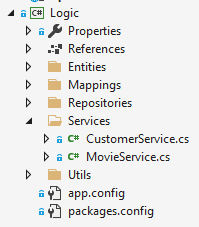 C# Logic
Properties
References
Entities
Mappings
Repositories
Services
C# CustomerService.cs
C# MovieService.cs
Utils
app.config
packages.config